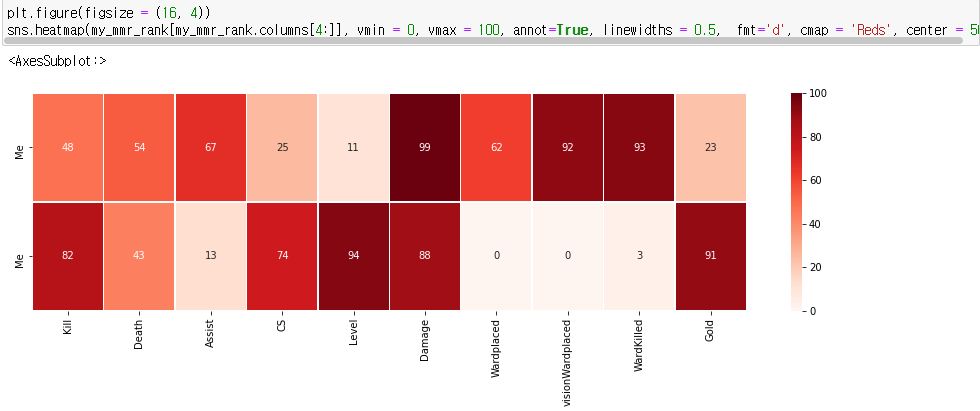 plt.figure(figsize = (16, 4))
sns.heatmap(my_mmr_rank[my_mmr_rank.columns[4:]], vmin = 0, vmax = 100, annot=True, linewidths = 0.5,  fmt='d', cmap = 'Reds', center = 50
<AxesSubplot:>
Me 48 54 67 25 11 99 62 92 93 23
Me 82 43 13 74 94 88 0 0 3 91
Kill Death Assist CS Level Damage Wardplaced visionWardplaced WardKilled Gold
100
80
60
40
20
0